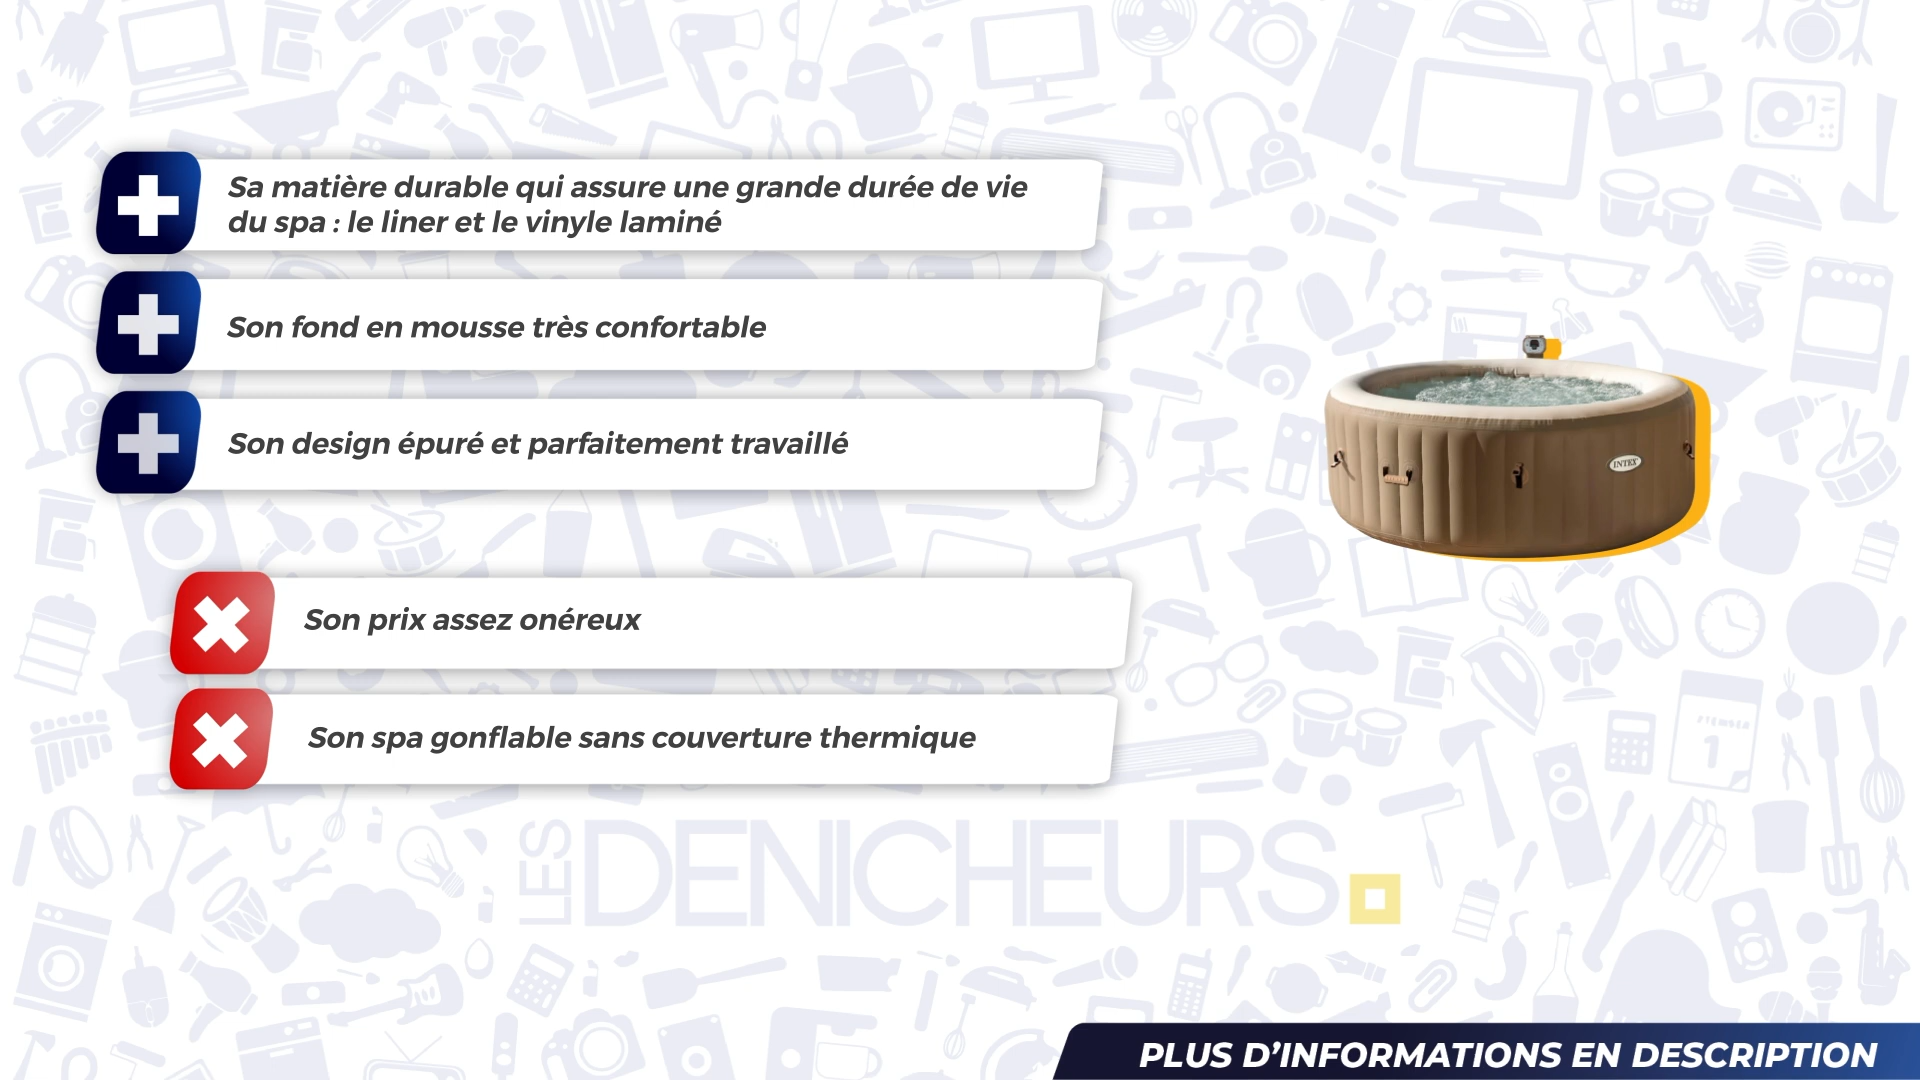 Sa matière durable qui assure une grande durée de vie
du spa : le liner et le vinyle laminé
Son fond en mousse très confortable
Son design épuré et parfaitement travaillé
INTEX
Son prix assez onéreux
Son spa gonflable sans couverture thermique
1
LES DENICHEURS.
PLUS D’INFORMATIONS EN DESCRIPTION